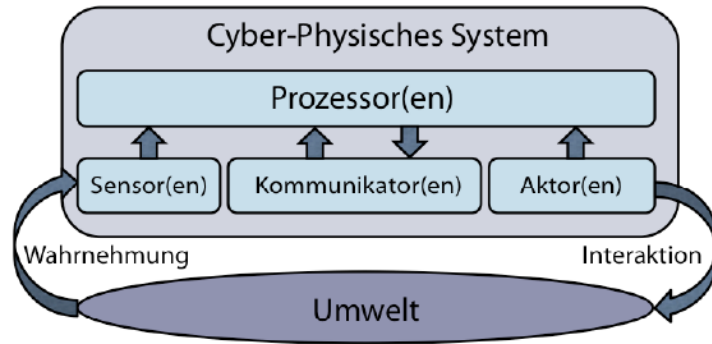 Cyber-Physisches System
Prozessor(en)
Sensor(en)
Kommunikator(en)
Aktor(en)
Wahrnehmung
Interaktion
Umwelt